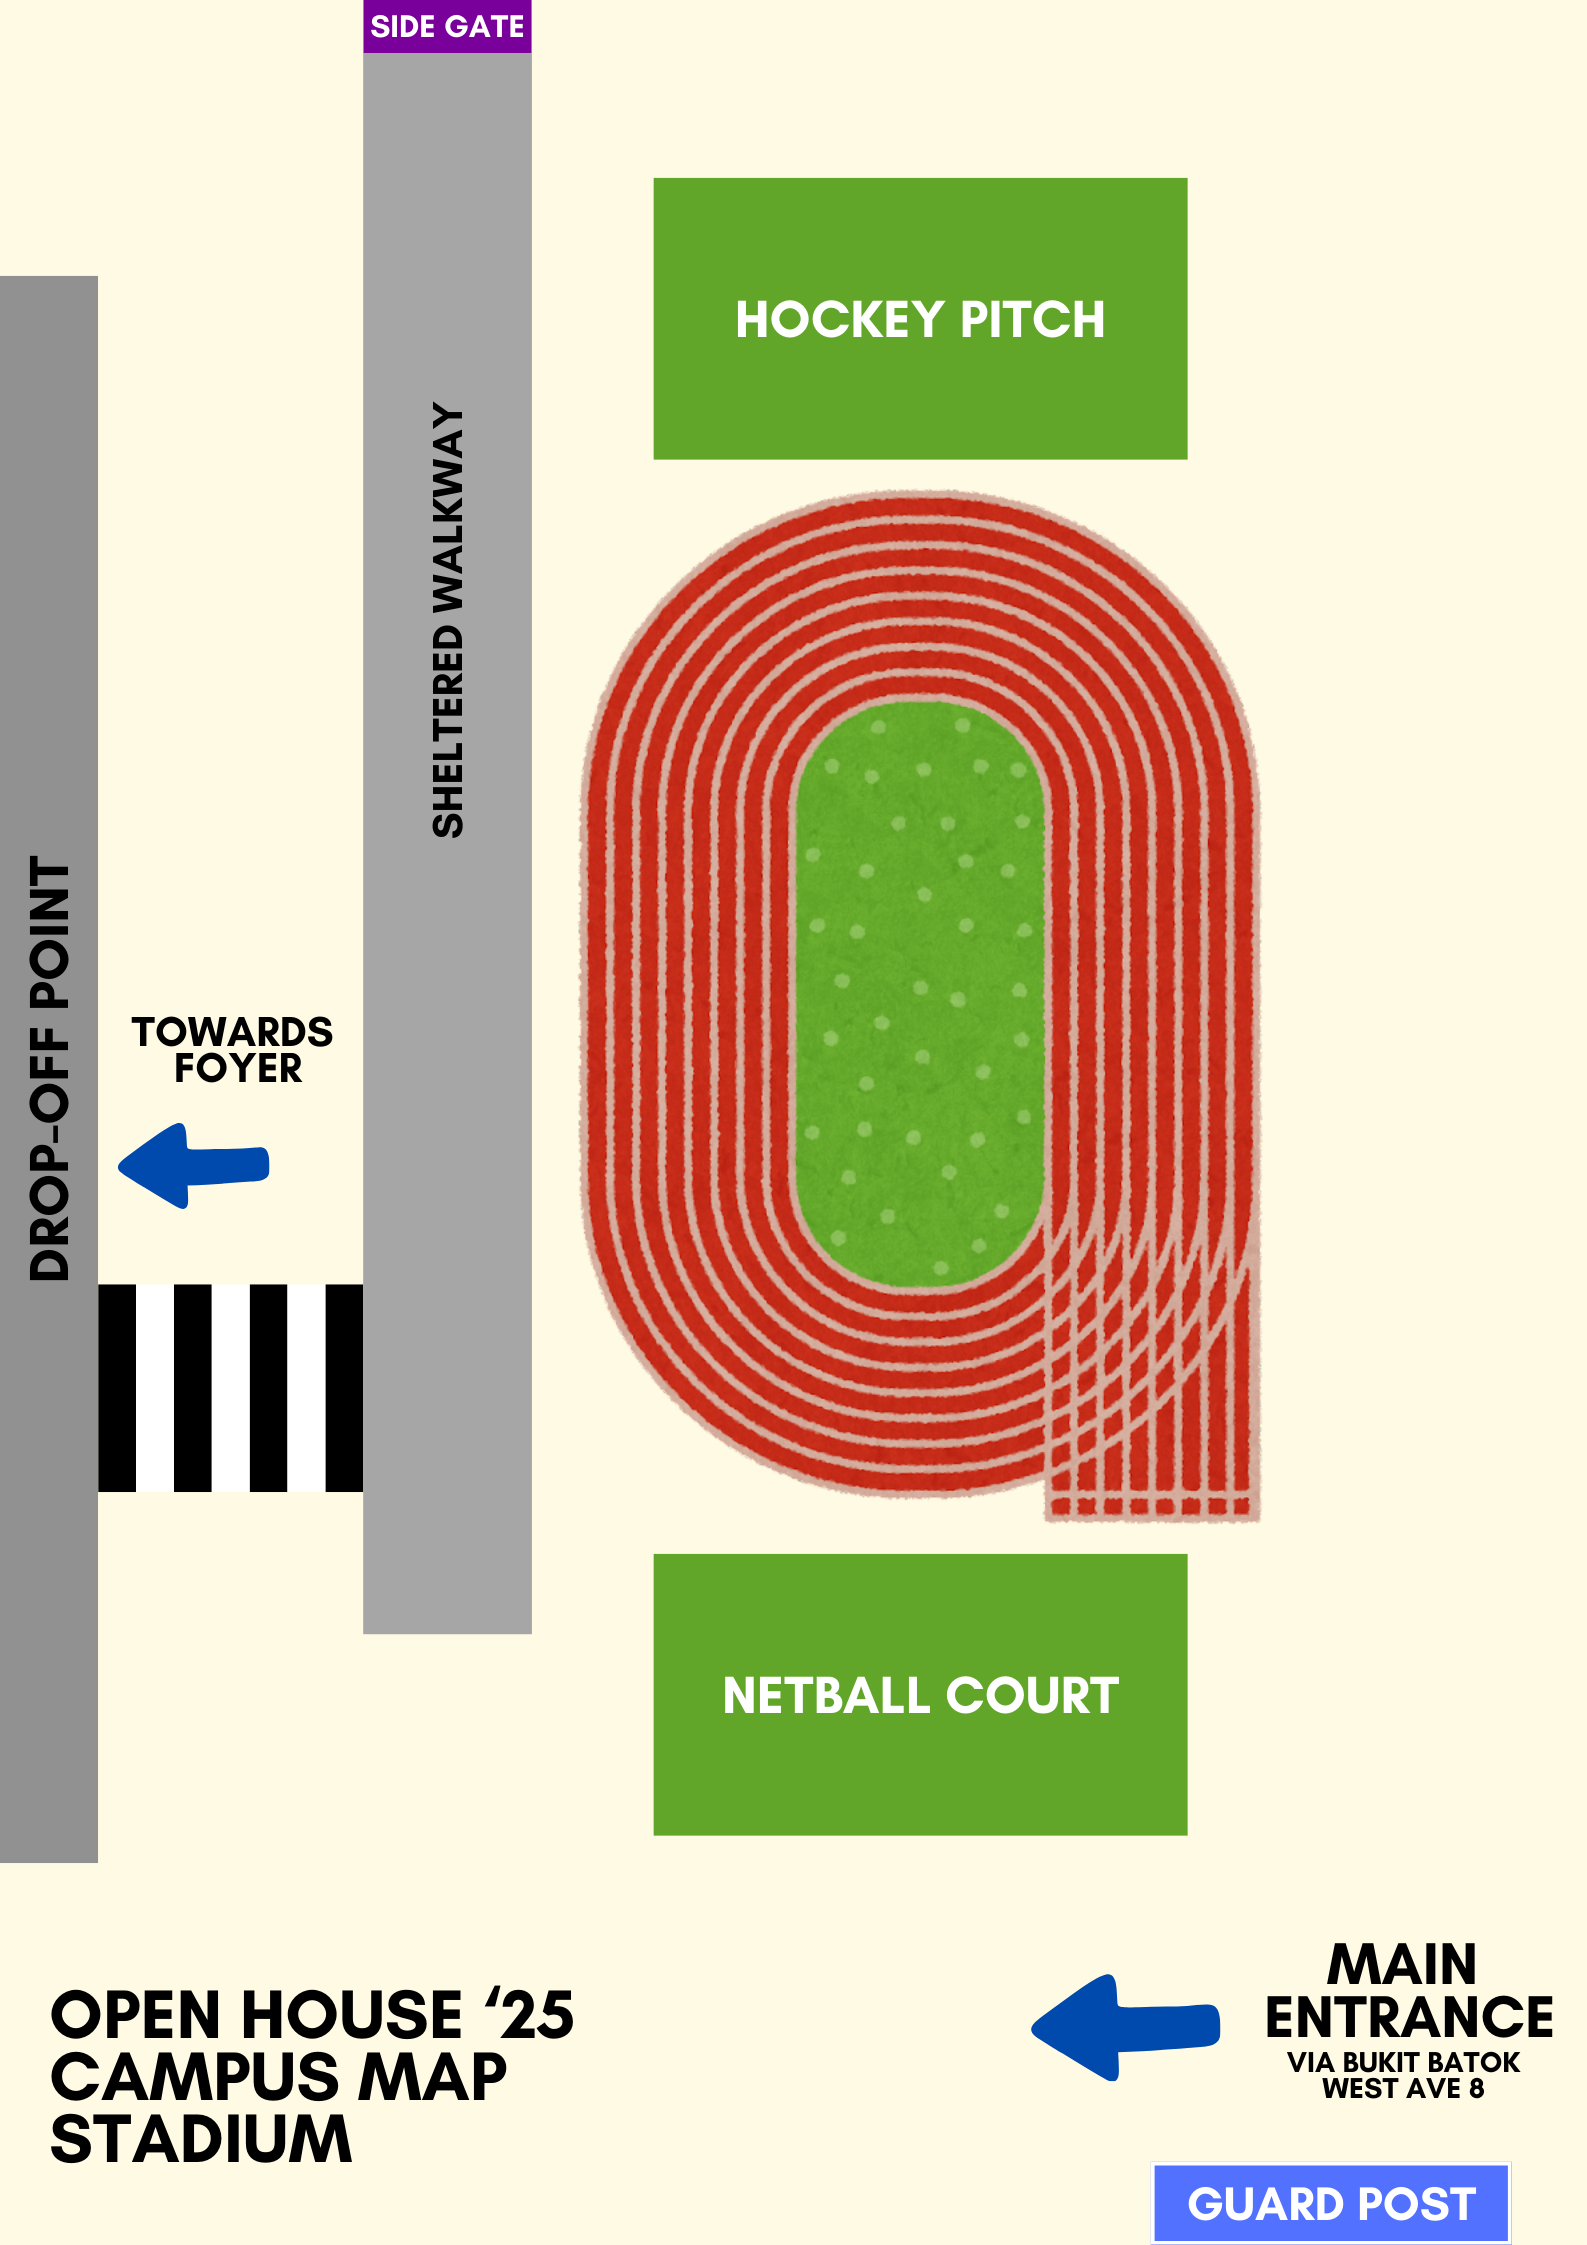 SIDE GATE
HOCKEY PITCH
SHELTERED WALKWAY
DROP-OFF POINT
TOWARDS
FOYER
NETBALL COURT
OPEN HOUSE ‘25
CAMPUS MAP
STADIUM
MAIN
ENTRANCE
VIA BUKIT BATOK
WEST AVE 8
GUARD POST